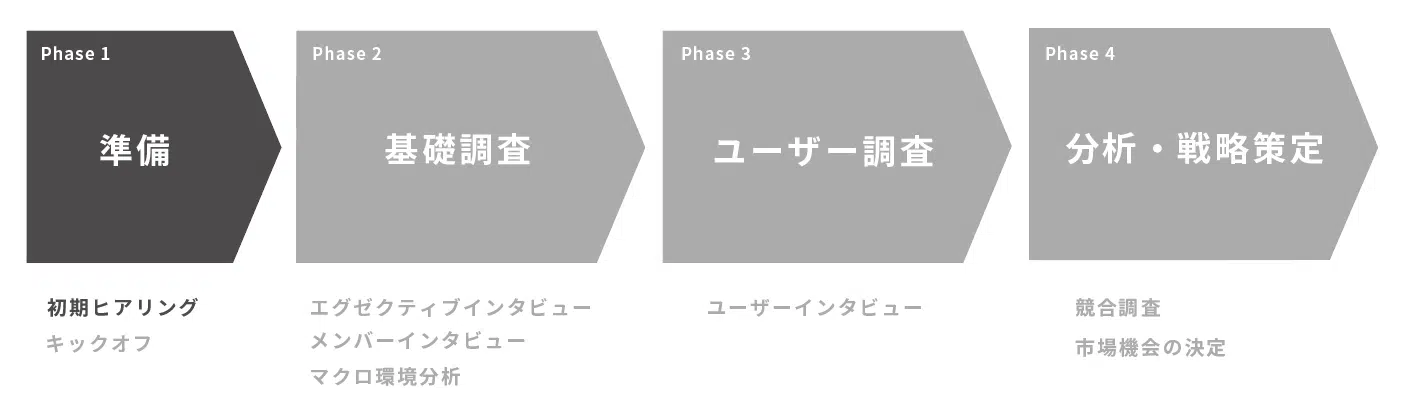 Phase 1
準備
初期ヒアリング
キックオフ
Phase 2
基礎調査
エグゼクティブインタビュー
メンバーインタビュー
マクロ環境分析
Phase 3
ユーザー調査
ユーザーインタビュー
Phase 4
分析・戦略策定
競合調査
市場機会の決定